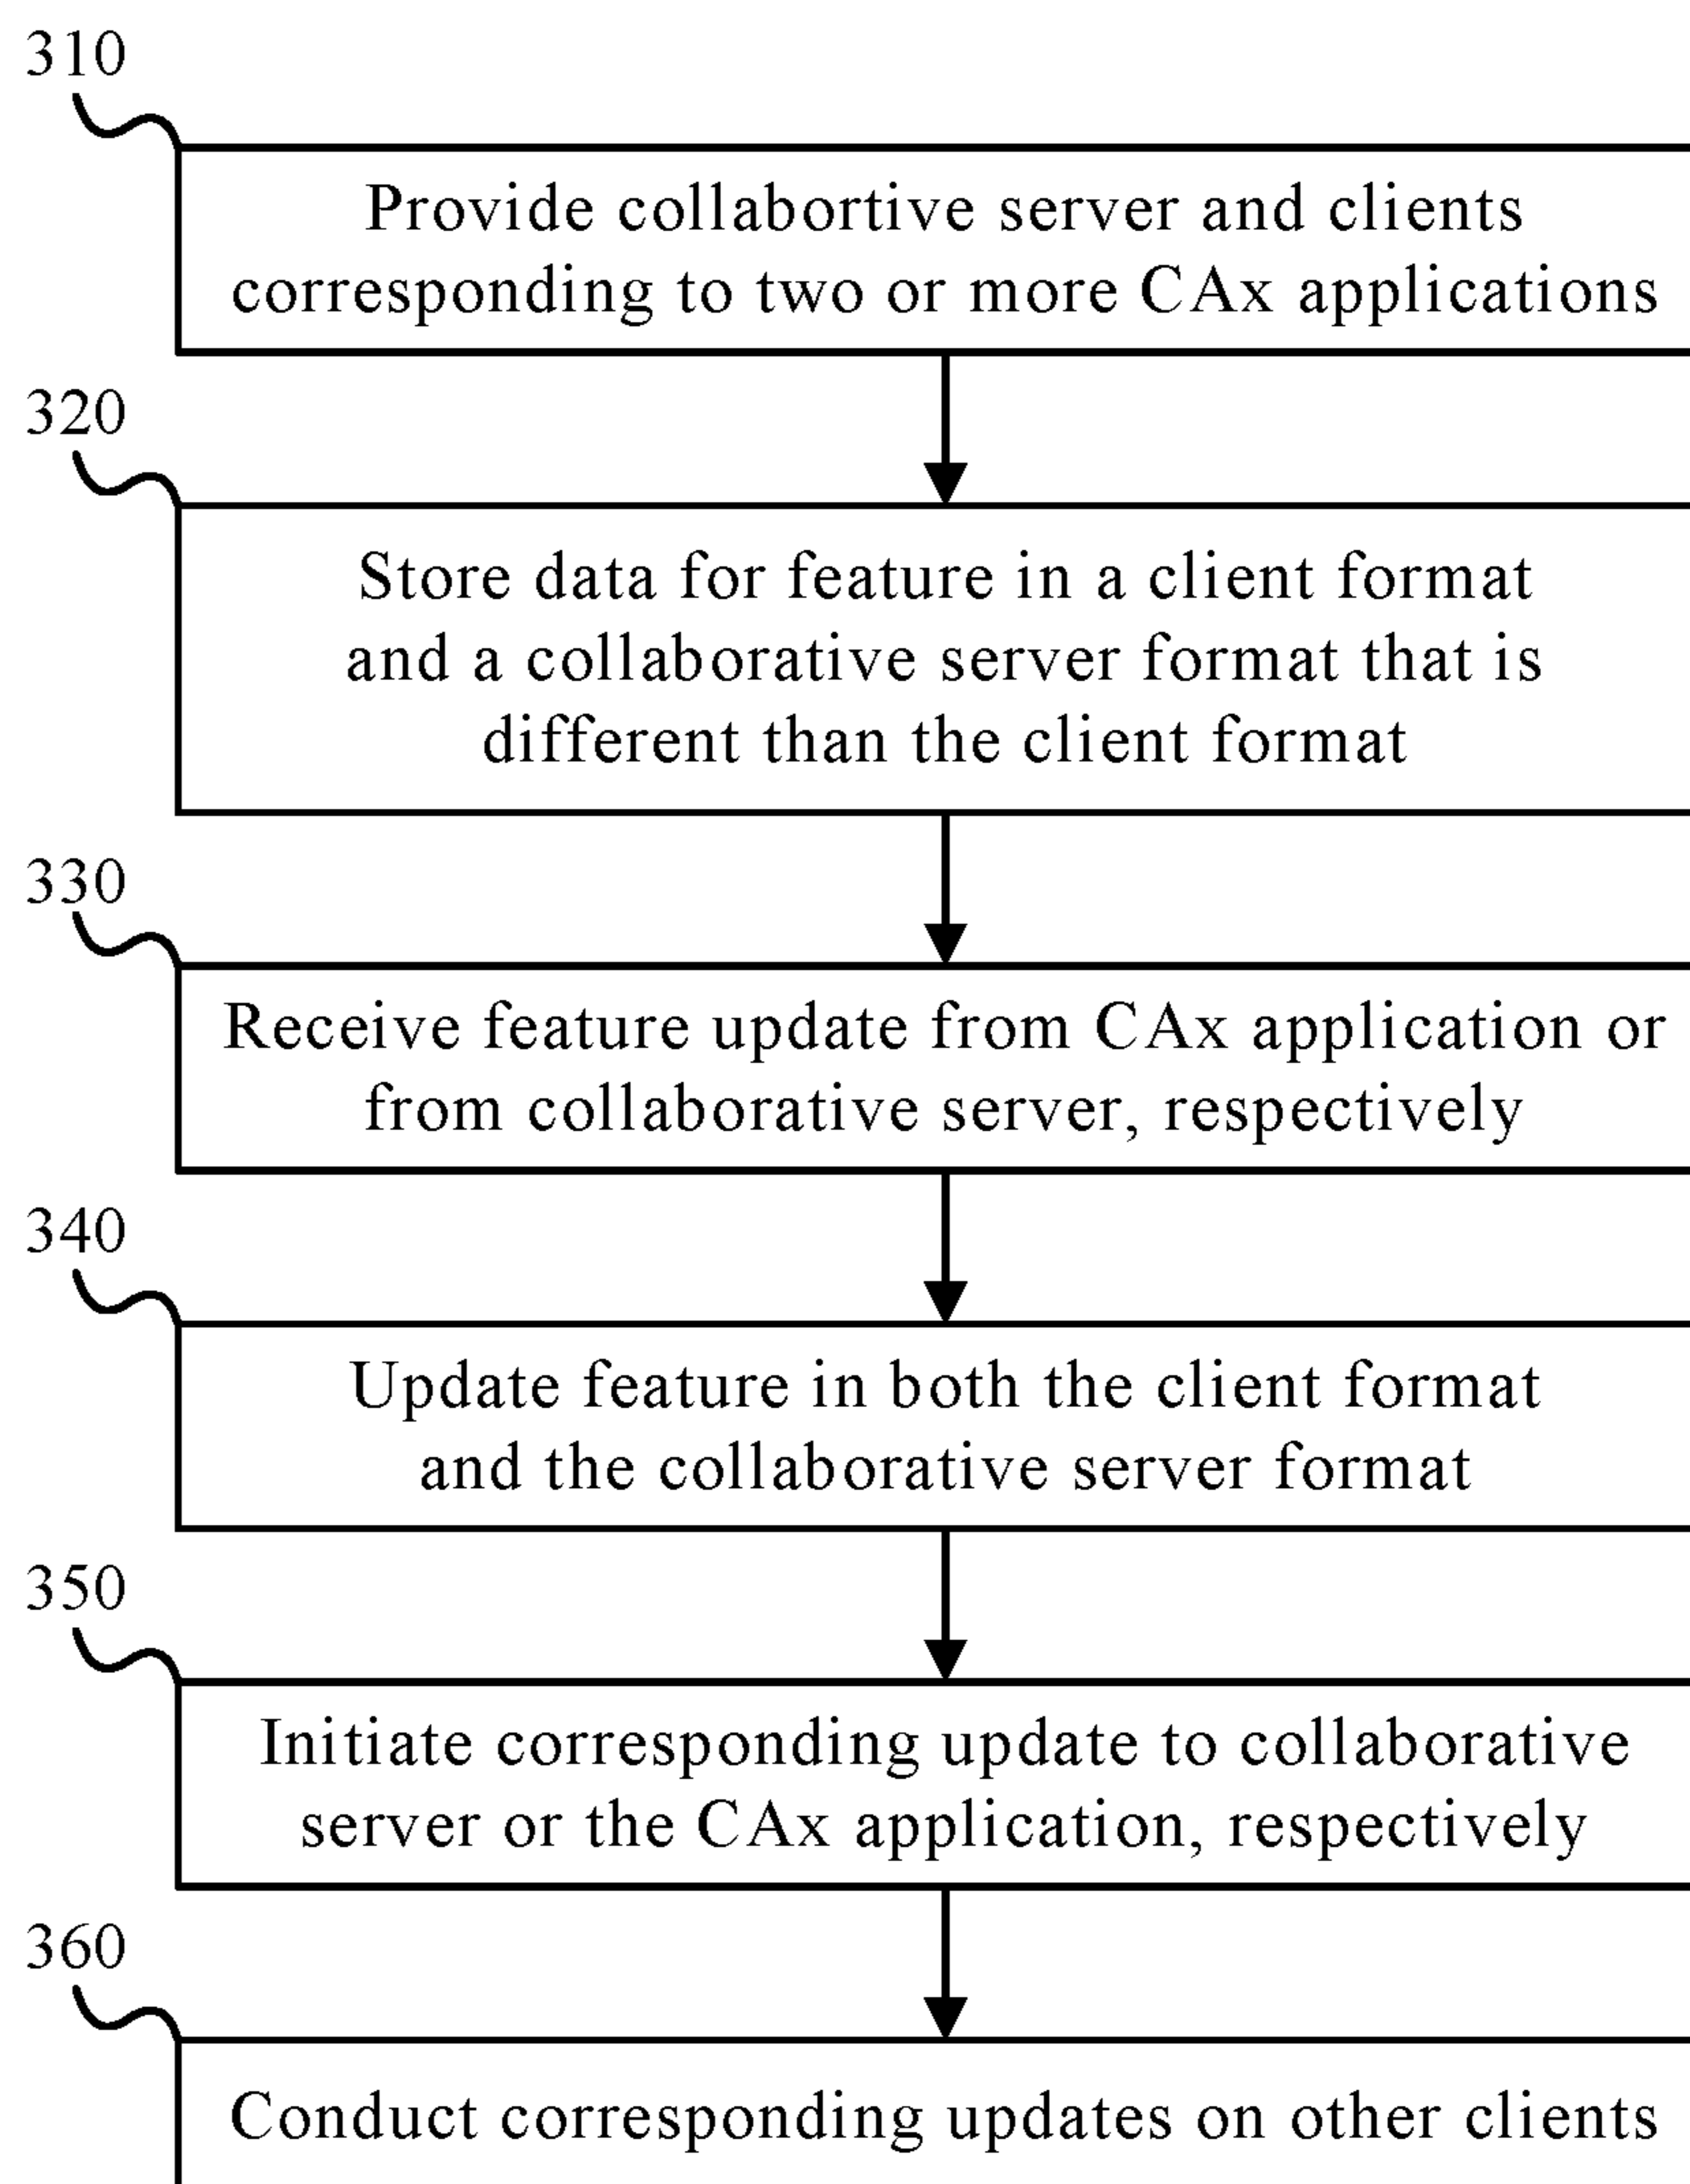 310
Provide collabortive server and clients
corresponding to two or more CAx applications
320
Store data for feature in a client format
and a collaborative server format that is
different than the client format
330
Receive feature update from CAx application or
from collaborative server, respectively
340
Update feature in both the client format
and the collaborative server format
350
Initiate corresponding update to collaborative
server or the CAx application, respectively
360
Conduct corresponding updates on other clients